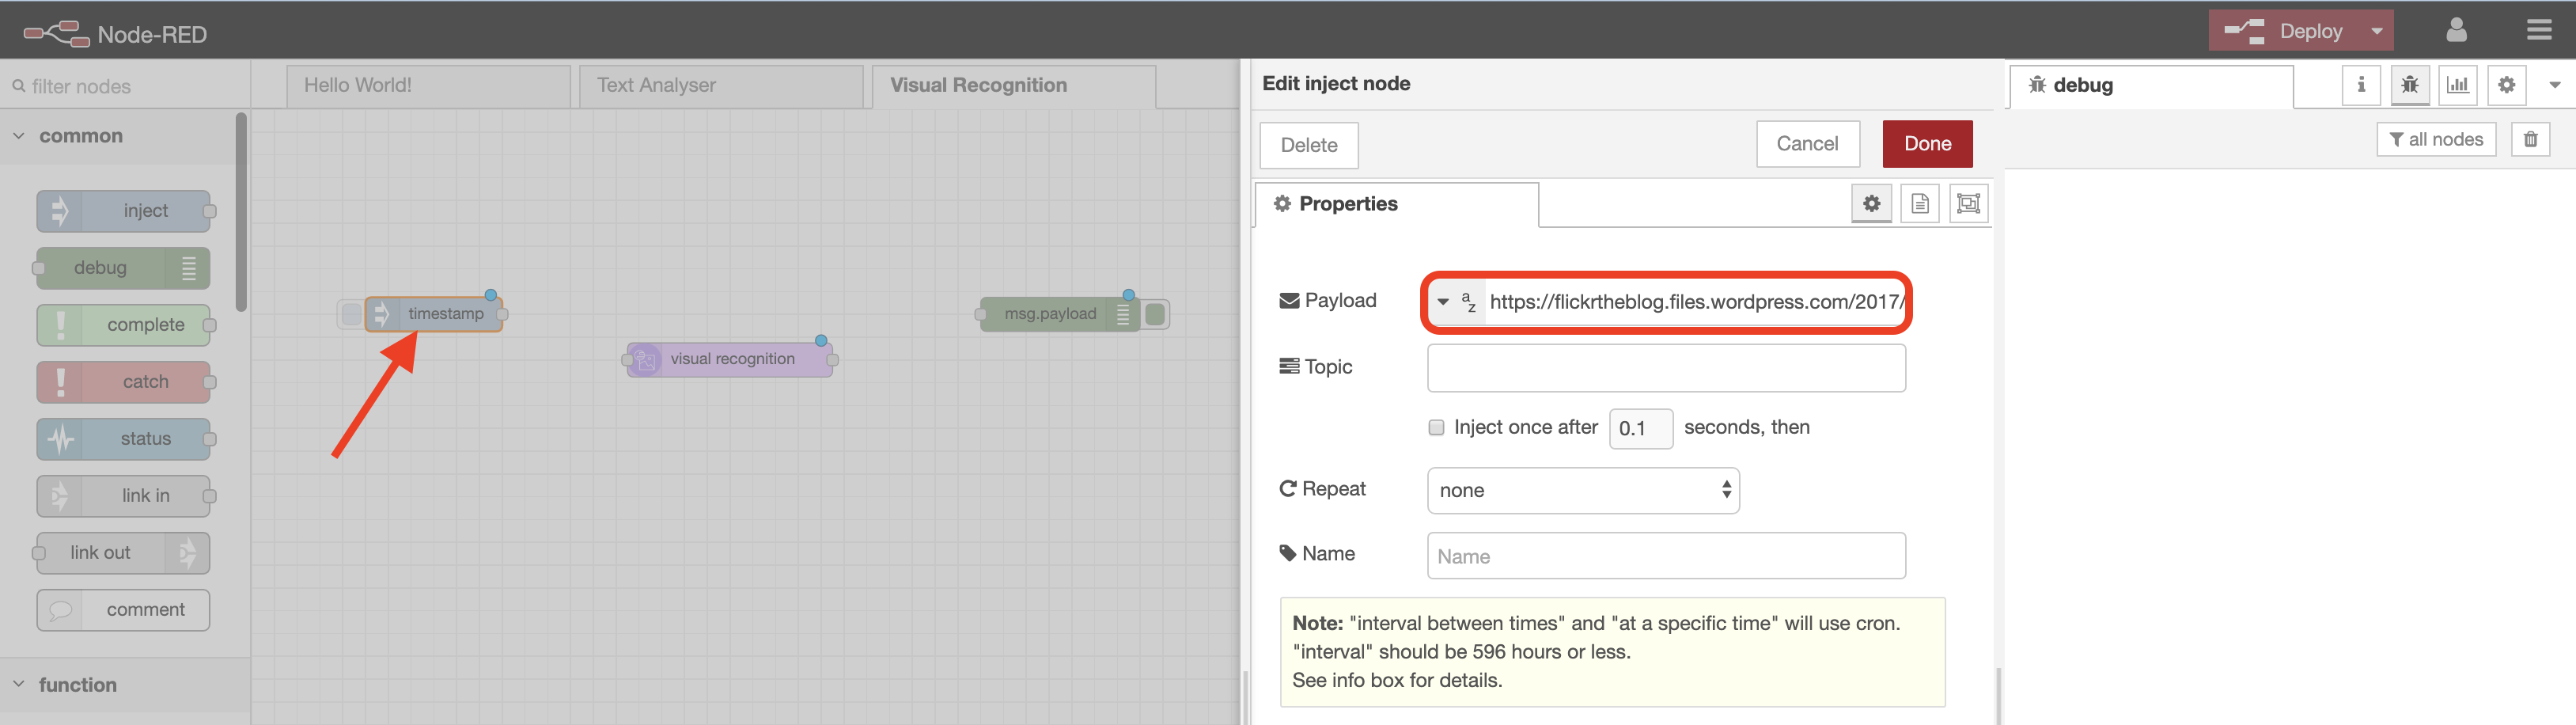 Node-RED
Deploy
filter nodes
Hello World!
Text Analyser
Visual Recognition
Edit inject node
debug
common
Delete
Cancel
Done
all nodes
inject
Properties
debug
timestamp
msg.payload
Payload
a
z
https://flickrtheblog.files.wordpress.com/2017/
complete
visual recognition
Topic
catch
status
Inject once after 0.1 seconds, then
link in
Repeat
none
link out
Name
Name
comment
Note: "interval between times" and "at a specific time" will use cron.
"interval" should be 596 hours or less.
See info box for details.
function